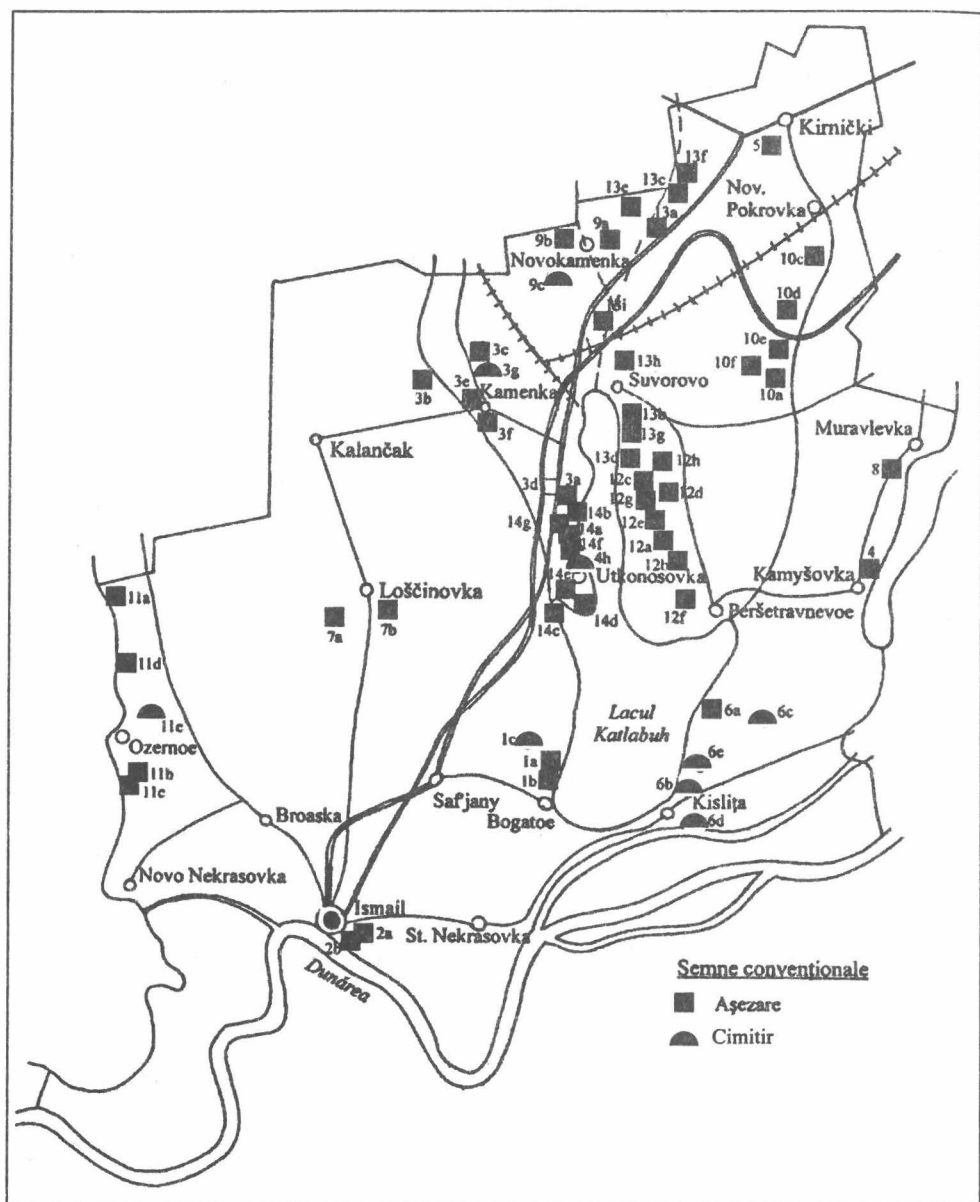 Kirnički
5
13f
13c
13e
Nov.
Pokrovka
13a
9a
9b
Novokamenka
10c
9c
10d
3c
10e
13h
10f
3g
Suvorovo
10a
3b
3e
Kamenka
13b
3f
Muravlevka
13g
Kalančak
13d
12h
8
12c
3a
3d
12g
12d
14b
14g
12e
14a
14f
12a
4h
12b
4
Utkonosovka
Kamyšovka
14e
Loščinovka
11a
7a
7b
14c
14d
12f
Peršetravnevoe
11d
Lacul
Katlabuh
6a
6c
11e
1c
Ozernoe
1a
6e
11b
1b
11c
Saf'jany
6b
Kislița
Bogatoe
Broaska
6d
Novo Nekrasovka
Ismail
2a
St. Nekrasovka
2b
Dunărea
Semne convenționale
Așezare
Cimitir